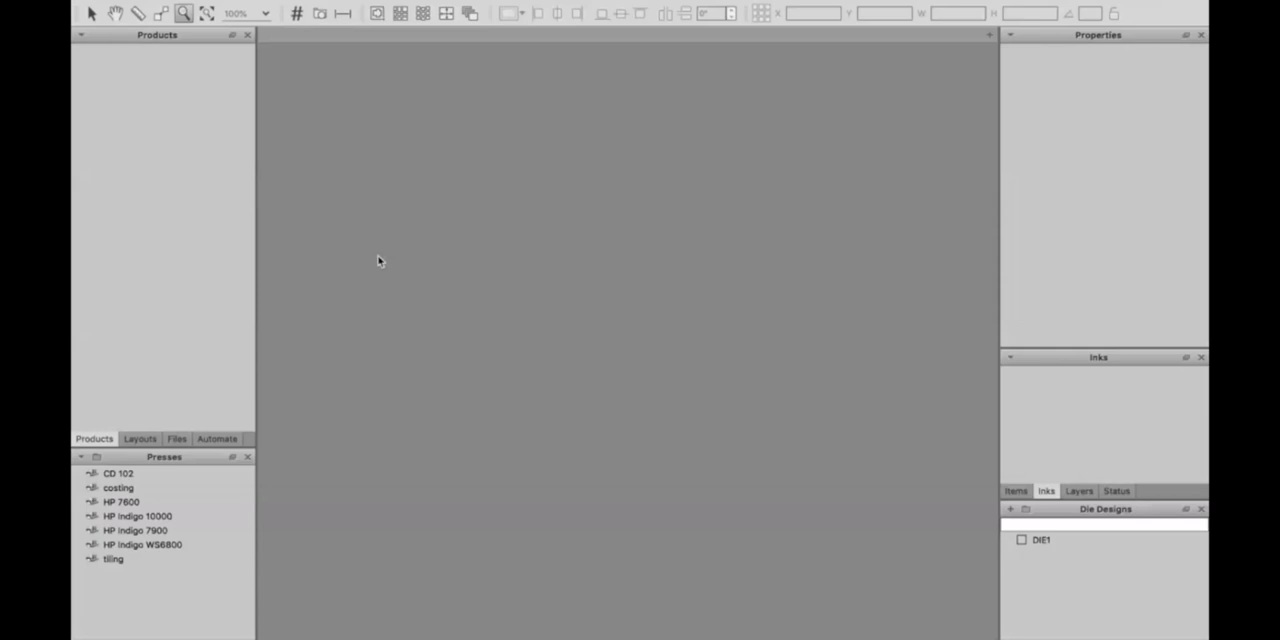 100%
0°
X
Y
W
H
Products
Properties
Inks
Products Layouts Files Automate
Presses
CD 102
costing
HP 7600
HP Indigo 10000
HP Indigo 7900
HP Indigo WS6800
tiling
Items Inks Layers Status
Die Designs
DIE1